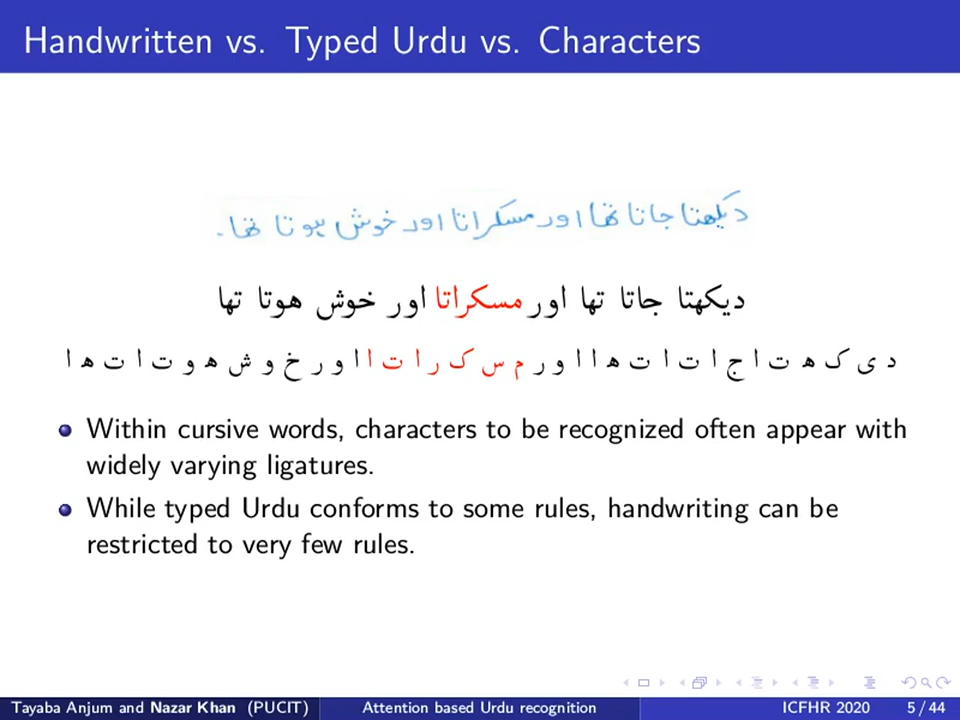 Handwritten vs. Typed Urdu vs. Characters
دیکھتا جاتا تھا اور مسکراتا اور خوش ہوتا تھا۔
دیکھتا جاتا تھا اور مسکراتا اور خوش ہوتا تھا
د ی ک ھ ت ا ج ا ت ا ت ھ ا ا و ر م س ک ر ا ت ا ا و ر خ و ش ھ و ت ا ت ھ ا
Within cursive words, characters to be recognized often appear with
widely varying ligatures.
While typed Urdu conforms to some rules, handwriting can be
restricted to very few rules.
Tayaba Anjum and Nazar Khan (PUCIT) Attention based Urdu recognition ICFHR 2020 5 / 44